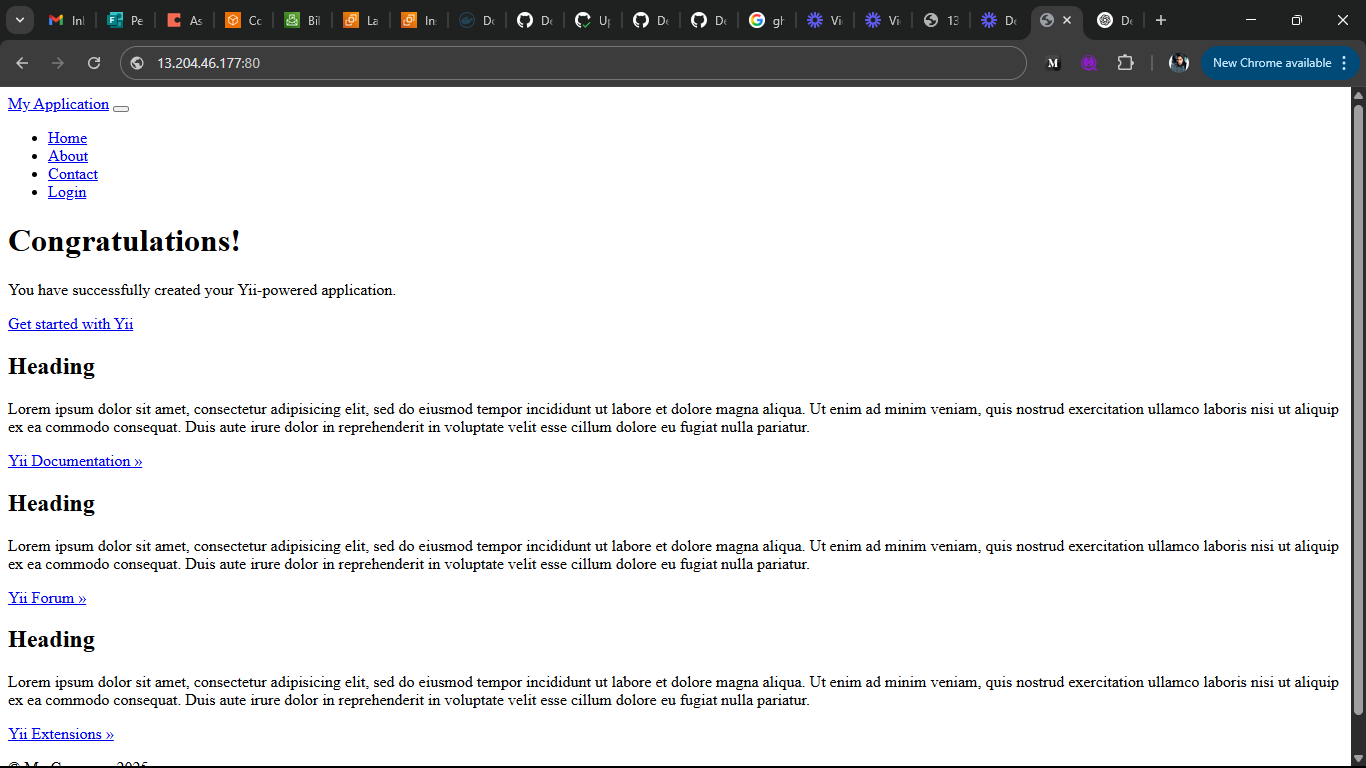 Inl
Pe
As
Co
Bil
La
In
Do
De
Up
De
De
gh
Vi
Vi
13
De
De
13.204.46.177:80
M
New Chrome available
My Application
Home
About
Contact
Login
Congratulations!
You have successfully created your Yii-powered application.
Get started with Yii
Heading
Lorem ipsum dolor sit amet, consectetur adipisicing elit, sed do eiusmod tempor incididunt ut labore et dolore magna aliqua. Ut enim ad minim veniam, quis nostrud exercitation ullamco laboris nisi ut aliquip
ex ea commodo consequat. Duis aute irure dolor in reprehenderit in voluptate velit esse cillum dolore eu fugiat nulla pariatur.
Yii Documentation »
Heading
Lorem ipsum dolor sit amet, consectetur adipisicing elit, sed do eiusmod tempor incididunt ut labore et dolore magna aliqua. Ut enim ad minim veniam, quis nostrud exercitation ullamco laboris nisi ut aliquip
ex ea commodo consequat. Duis aute irure dolor in reprehenderit in voluptate velit esse cillum dolore eu fugiat nulla pariatur.
Yii Forum »
Heading
Lorem ipsum dolor sit amet, consectetur adipisicing elit, sed do eiusmod tempor incididunt ut labore et dolore magna aliqua. Ut enim ad minim veniam, quis nostrud exercitation ullamco laboris nisi ut aliquip
ex ea commodo consequat. Duis aute irure dolor in reprehenderit in voluptate velit esse cillum dolore eu fugiat nulla pariatur.
Yii Extensions »